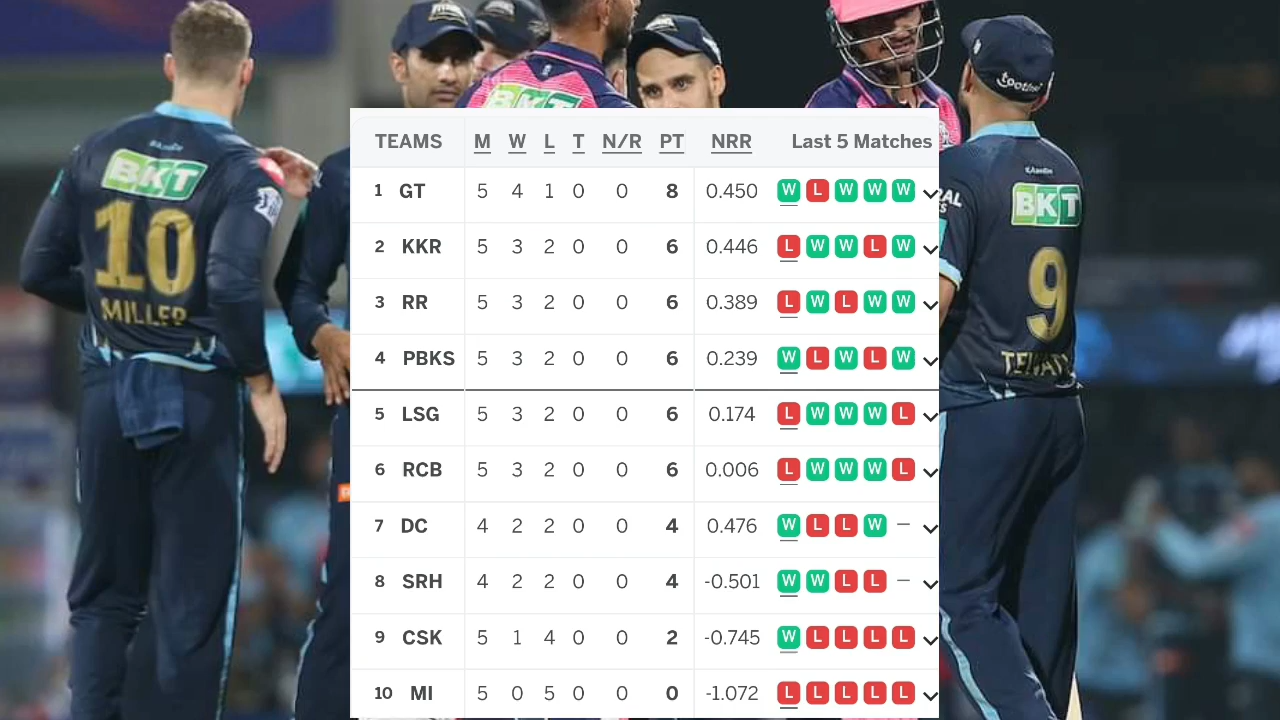 TEAMS M W L T N/R PT NRR Last 5 Matches
1 GT 5 4 1 0 0 8 0.450 W L W W W
2 KKR 5 3 2 0 0 6 0.446 L W W L W
3 RR 5 3 2 0 0 6 0.389 L W L W W
4 PBKS 5 3 2 0 0 6 0.239 W L W L W
5 LSG 5 3 2 0 0 6 0.174 L W W W L
6 RCB 5 3 2 0 0 6 0.006 L W W W L
7 DC 4 2 2 0 0 4 0.476 W L L W –
8 SRH 4 2 2 0 0 4 -0.501 W W L L –
9 CSK 5 1 4 0 0 2 -0.745 W L L L L
10 MI 5 0 5 0 0 0 -1.072 L L L L L
BKT
10
MILLER
BKT
BKT
9